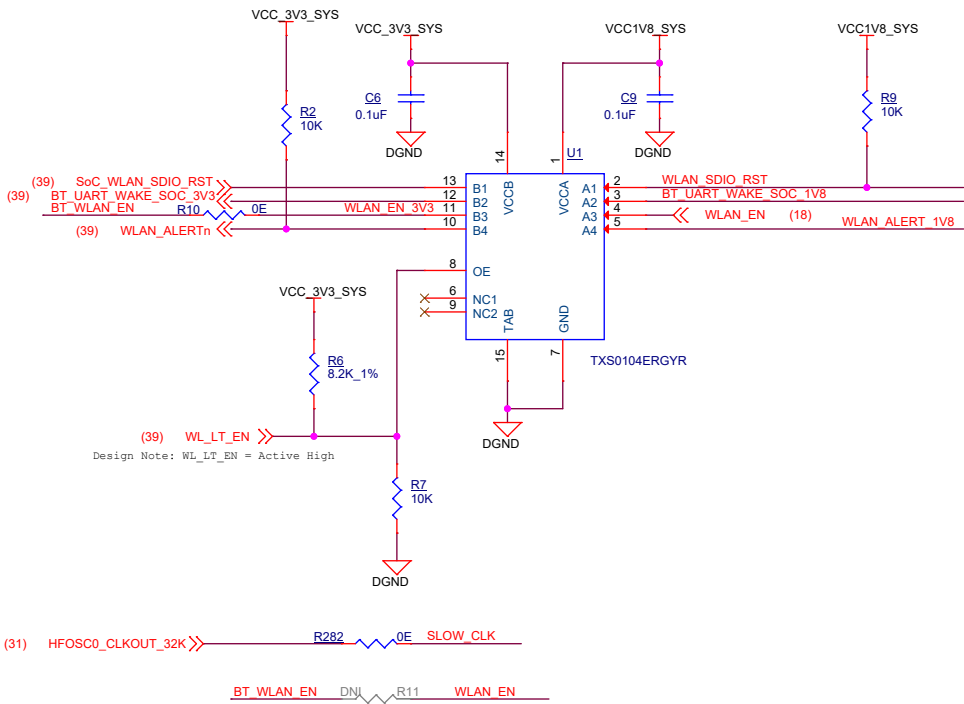 VCC_3V3_SYS
VCC_3V3_SYS
VCC1V8_SYS
VCC1V8_SYS
R2
10K
C6
0.1uF
C9
0.1uF
R9
10K
DGND
DGND
14
1
U1
VCCB
VCCA
(39) SoC_WLAN_SDIO_RST
13
B1
A1
2
WLAN_SDIO_RST
(39) BT_UART_WAKE_SOC_3V3
12
B2
A2
3
BT_UART_WAKE_SOC_1V8
BT_WLAN_EN
R10
0E
WLAN_EN_3V3
11
B3
A3
4
WLAN_EN
(18)
(39) WLAN_ALERTn
10
B4
A4
5
WLAN_ALERT_1V8
8
OE
VCC_3V3_SYS
6
NC1
9
NC2
TAB
GND
15
7
TXS0104ERGYR
R6
8.2K_1%
(39) WL_LT_EN
DGND
Design Note: WL_LT_EN = Active High
R7
10K
DGND
(31) HFOSC0_CLKOUT_32K
R282
0E
SLOW_CLK
BT_WLAN_EN
DNI
R11
WLAN_EN